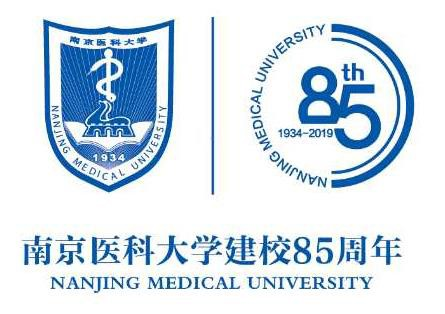 南京医科大学
1934
NANJING MEDICAL UNIVERSITY
NANJING MEDICAL UNIVERSITY
85th
1934-2019
南京医科大学建校85周年
NANJING MEDICAL UNIVERSITY